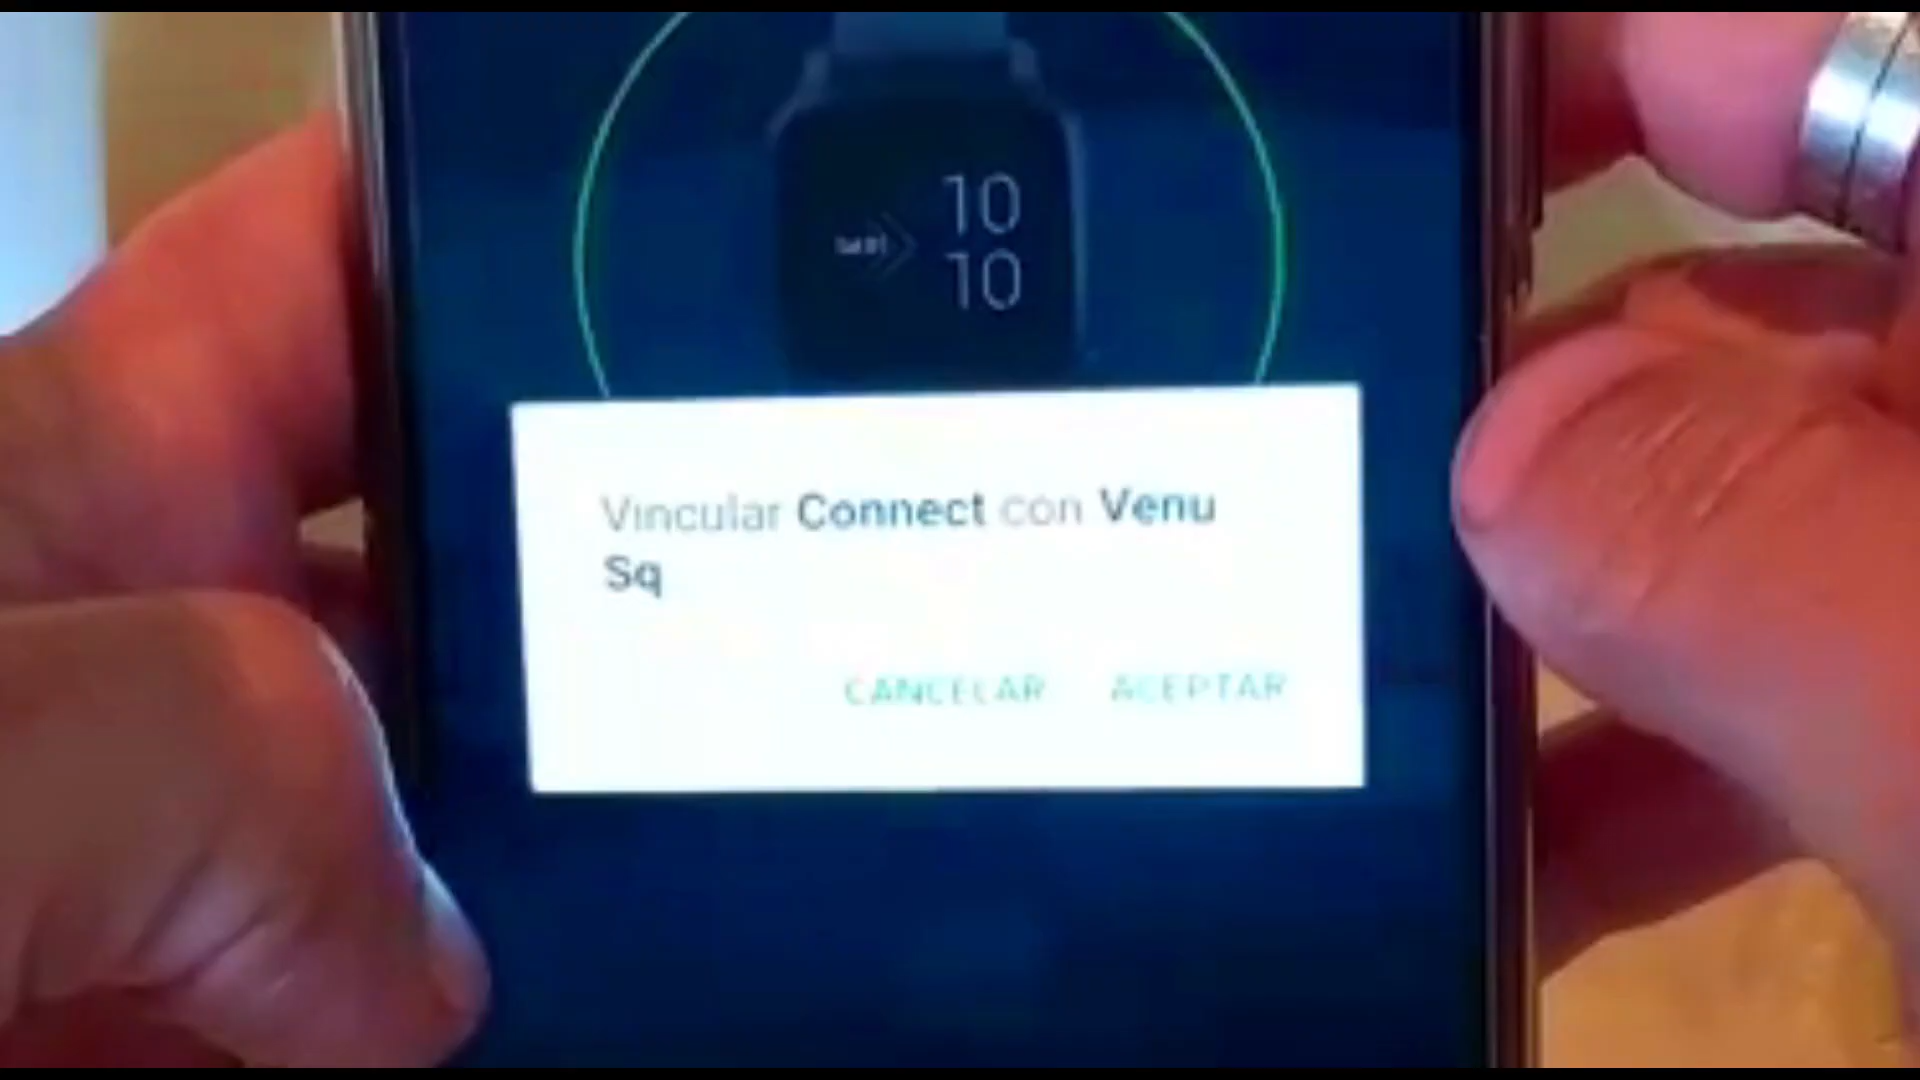 10
10
Vincular Connect con Venu
Sq
CANCELAR ACEPTAR